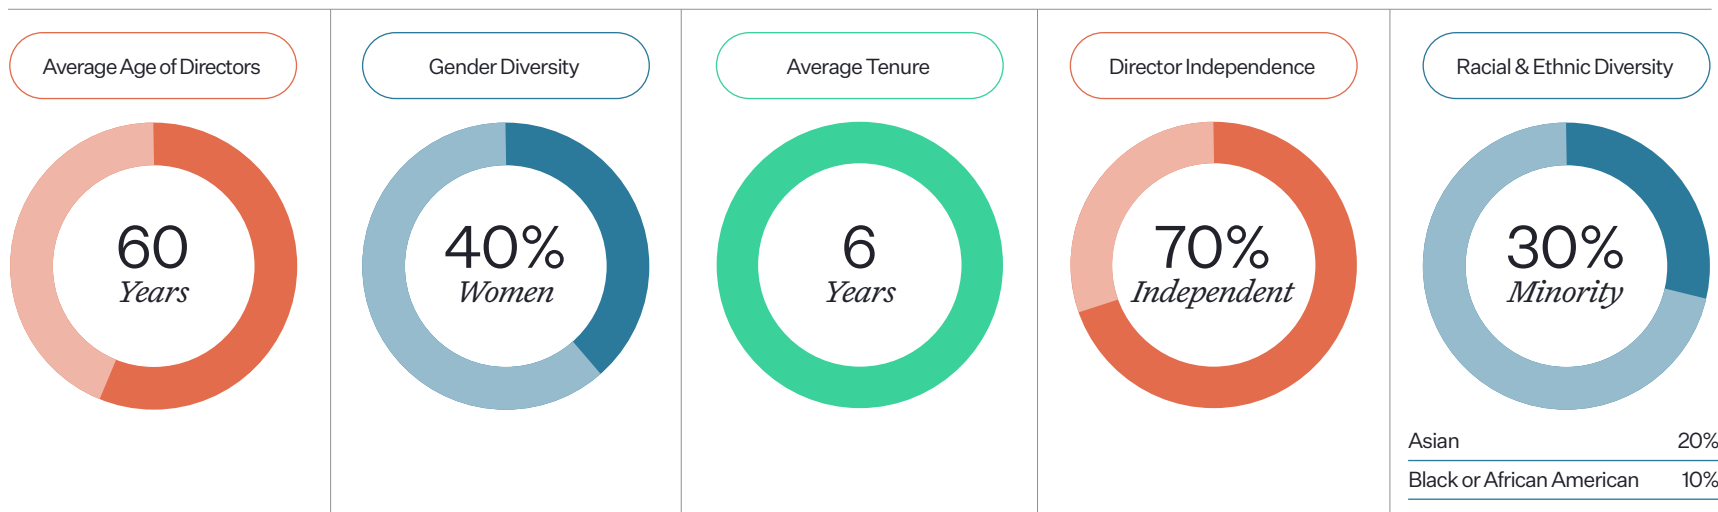 Average Age of Directors
60
Years
Gender Diversity
40%
Women
Average Tenure
6
Years
Director Independence
70%
Independent
Racial & Ethnic Diversity
30%
Minority
Asian 20%
Black or African American 10%